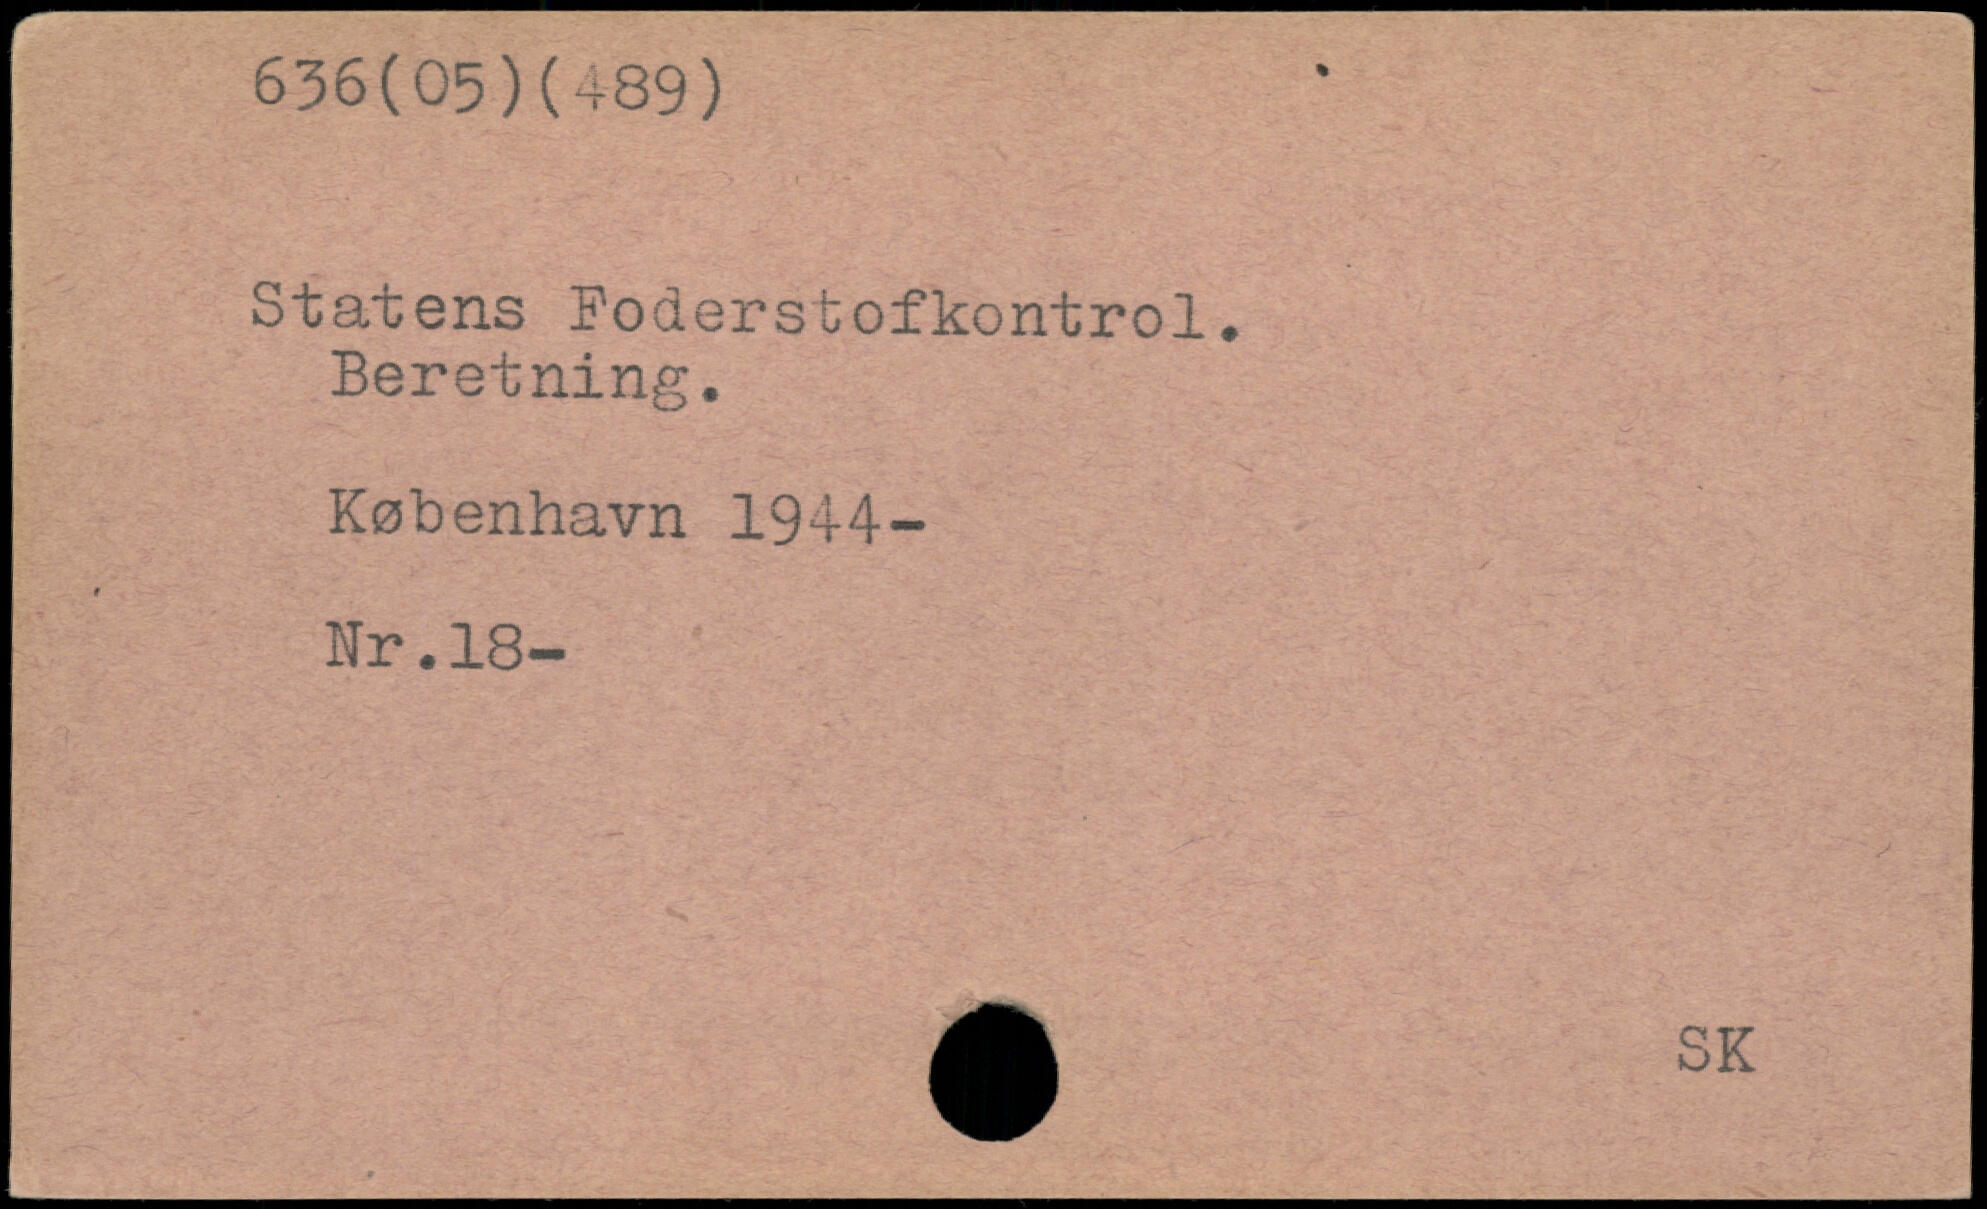 636(05)(489)
Statens Foderstofkontrol.
Beretning.
København 1944-
Nr.18-
SK